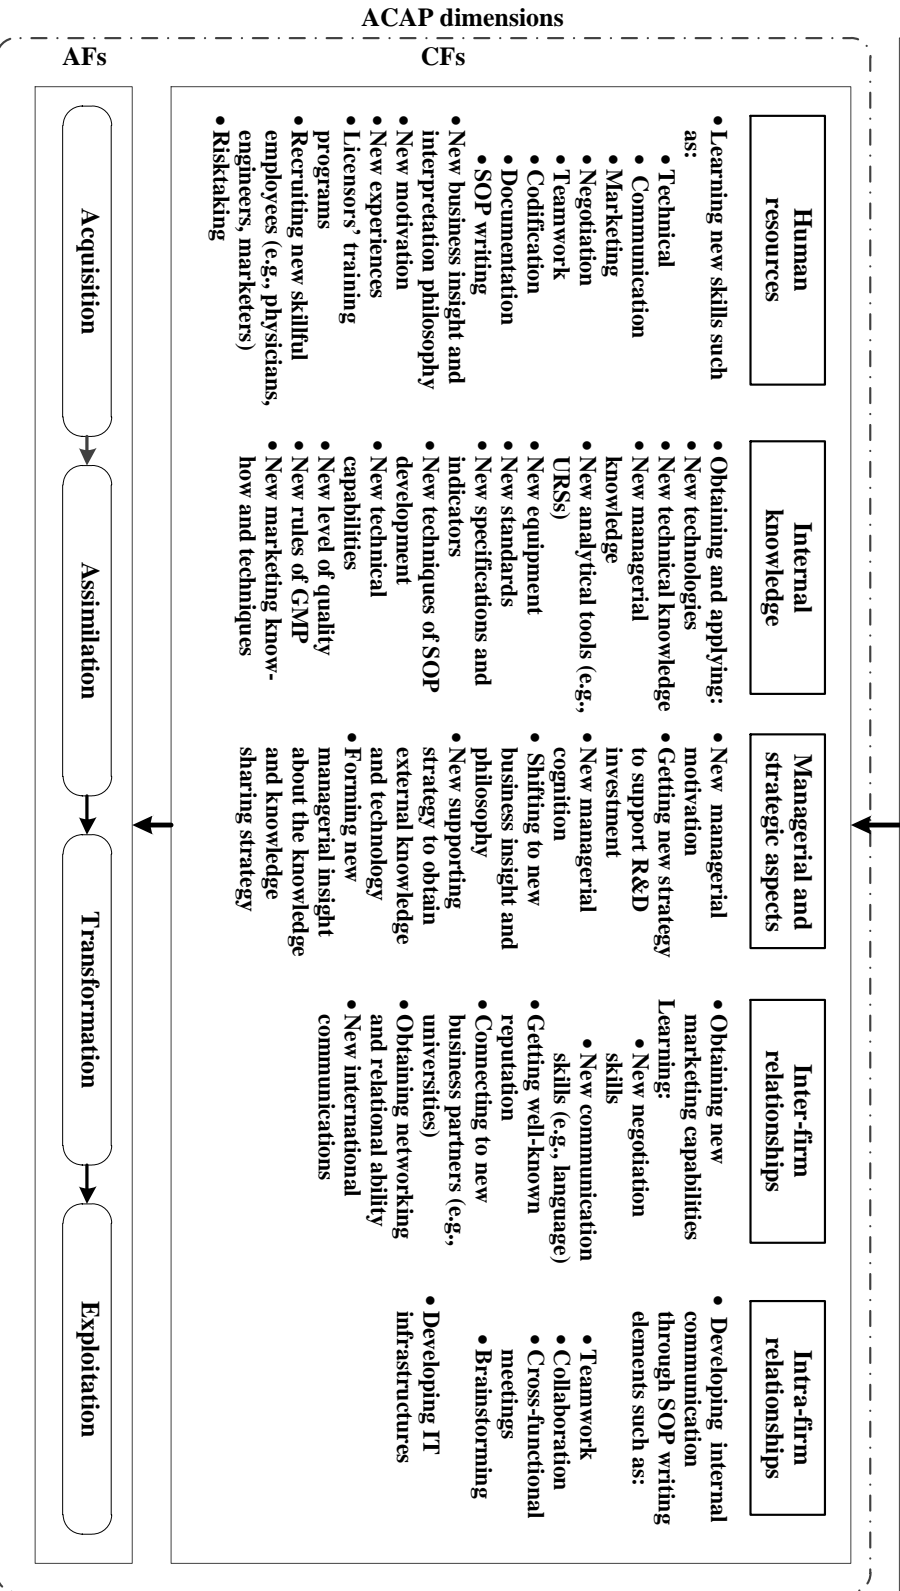 ACAP dimensions
AFs
CFs
Human
resources
• Learning new skills such
as:
• Technical
• Communication
• Marketing
• Negotiation
• Teamwork
• Codification
• Documentation
• SOP writing
• New business insight and
interpretation philosophy
• New motivation
• New experiences
• Licensors’ training
programs
• Recruiting new skillful
employees (e.g., physicians,
engineers, marketers)
• Risktaking
Internal
knowledge
• Obtaining and applying:
• New technologies
• New technical knowledge
• New managerial
knowledge
• New analytical tools (e.g.,
URSs)
• New equipment
• New standards
• New specifications and
indicators
• New techniques of SOP
development
• New technical
capabilities
• New level of quality
• New rules of GMP
• New marketing know-
how and techniques
Managerial and
strategic aspects
• New managerial
motivation
• Getting new strategy
to support R&D
investment
• New managerial
cognition
• Shifting to new
business insight and
philosophy
• New supporting
strategy to obtain
external knowledge
and technology
• Forming new
managerial insight
about the knowledge
and knowledge
sharing strategy
Inter-firm
relationships
• Obtaining new
marketing capabilities
Learning:
• New negotiation
skills
• New communication
skills (e.g., language)
• Getting well-known
reputation
• Connecting to new
business partners (e.g.,
universities)
• Obtaining networking
and relational ability
• New international
communications
Intra-firm
relationships
• Developing internal
communication
through SOP writing
elements such as:
• Teamwork
• Collaboration
• Cross-functional
meetings
• Brainstorming
• Developing IT
infrastructures
Acquisition
Assimilation
Transformation
Exploitation